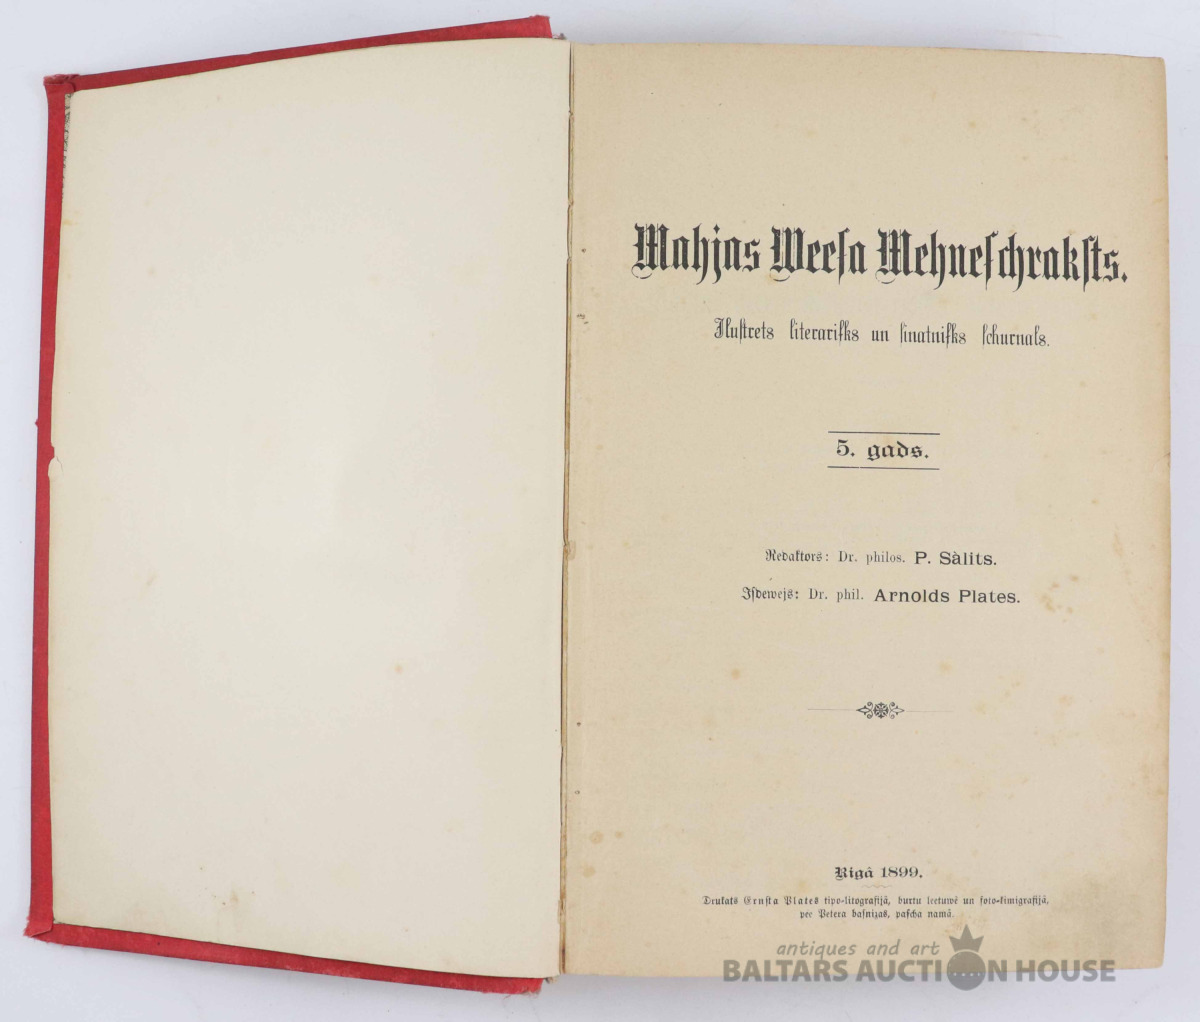 Mahjas Weeſa Mehneſchrakſts.
Iluſtrets literariſks un ſinatniſks ſchurnals.
5. gads.
Redaktors: Dr. philos. P. Sàlits.
Iſdewejs: Dr. phil. Arnolds Plates.
Rigâ 1899.
Drukats Ernſta Plates tipo-litografijâ, burtu leetuwê un foto-kimigrafijâ,
pee Petera baſnizas, paſcha namâ.
antiques and art
BALTARS AUCTION HOUSE